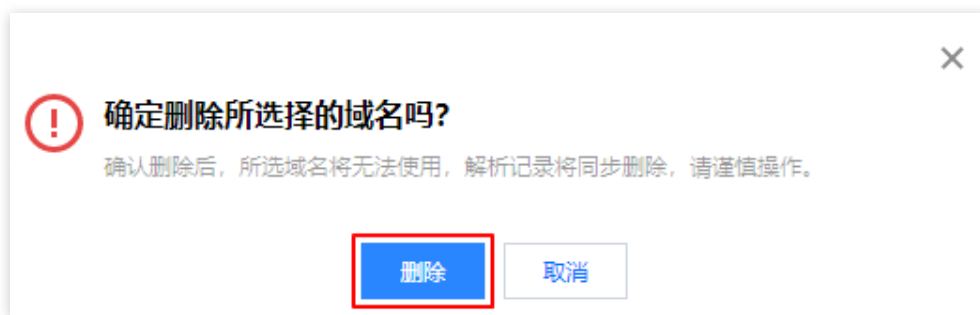 确定删除所选择的域名吗?
确认删除后，所选域名将无法使用，解析记录将同步删除，请谨慎操作。
删除
取消